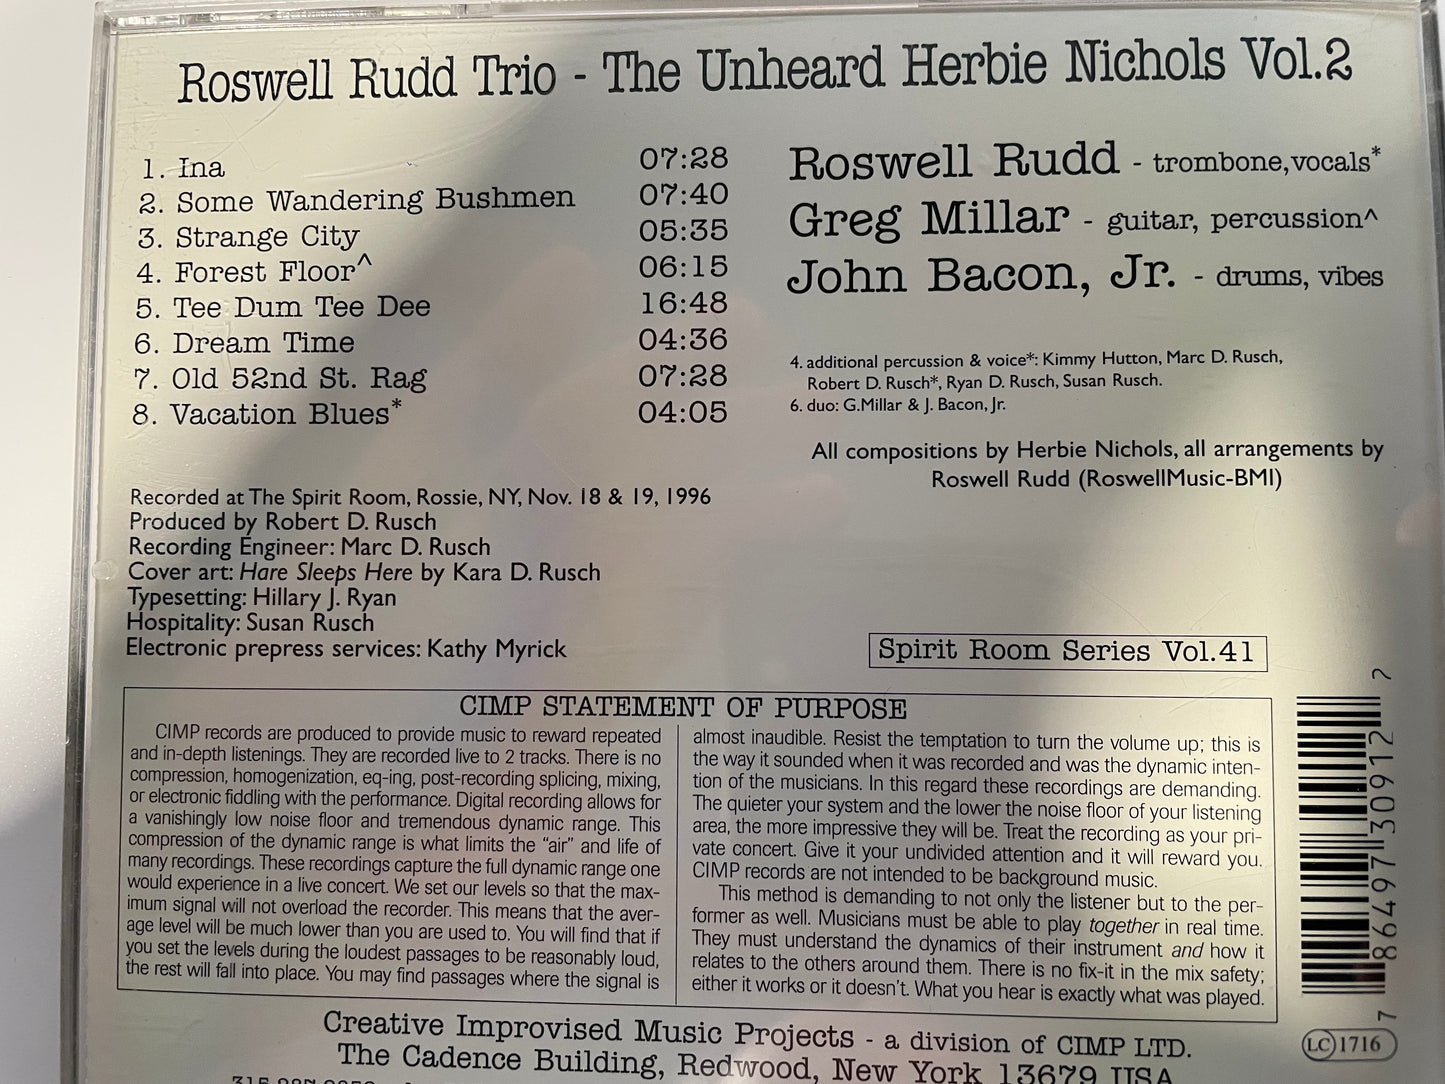 Roswell Rudd Trio - The Unheard Herbie Nichols Vol.2
1. Ina 07:28
2. Some Wandering Bushmen 07:40
3. Strange City 05:35
4. Forest Floor^ 06:15
5. Tee Dum Tee Dee 16:48
6. Dream Time 04:36
7. Old 52nd St. Rag 07:28
8. Vacation Blues* 04:05
Roswell Rudd - trombone,vocals*
Greg Millar - guitar, percussion^
John Bacon, Jr. - drums, vibes
4. additional percussion & voice*: Kimmy Hutton, Marc D. Rusch,
Robert D. Rusch*, Ryan D. Rusch, Susan Rusch.
6. duo: G.Millar & J. Bacon, Jr.
All compositions by Herbie Nichols, all arrangements by
Roswell Rudd (RoswellMusic-BMI)
Recorded at The Spirit Room, Rossie, NY, Nov. 18 & 19, 1996
Produced by Robert D. Rusch
Recording Engineer: Marc D. Rusch
Cover art: Hare Sleeps Here by Kara D. Rusch
Typesetting: Hillary J. Ryan
Hospitality: Susan Rusch
Electronic prepress services: Kathy Myrick
Spirit Room Series Vol.41
CIMP STATEMENT OF PURPOSE
CIMP records are produced to provide music to reward repeated
and in-depth listenings. They are recorded live to 2 tracks. There is no
compression, homogenization, eq-ing, post-recording splicing, mixing,
or electronic fiddling with the performance. Digital recording allows for
a vanishingly low noise floor and tremendous dynamic range. This
compression of the dynamic range is what limits the "air" and life of
many recordings. These recordings capture the full dynamic range one
would experience in a live concert. We set our levels so that the max-
imum signal will not overload the recorder. This means that the aver-
age level will be much lower than you are used to. You will find that if
you set the levels during the loudest passages to be reasonably loud,
the rest will fall into place. You may find passages where the signal is
almost inaudible. Resist the temptation to turn the volume up; this is
the way it sounded when it was recorded and was the dynamic inten-
tion of the musicians. In this regard these recordings are demanding.
The quieter your system and the lower the noise floor of your listening
area, the more impressive they will be. Treat the recording as your pri-
vate concert. Give it your undivided attention and it will reward you.
CIMP records are not intended to be background music.
This method is demanding to not only the listener but to the per-
former as well. Musicians must be able to play together in real time.
They must understand the dynamics of their instrument and how it
relates to the others around them. There is no fix-it in the mix safety;
either it works or it doesn't. What you hear is exactly what was played.
7 86497 30912 7
LC 1716
Creative Improvised Music Projects - a division of CIMP LTD.
The Cadence Building, Redwood, New York 13679 USA